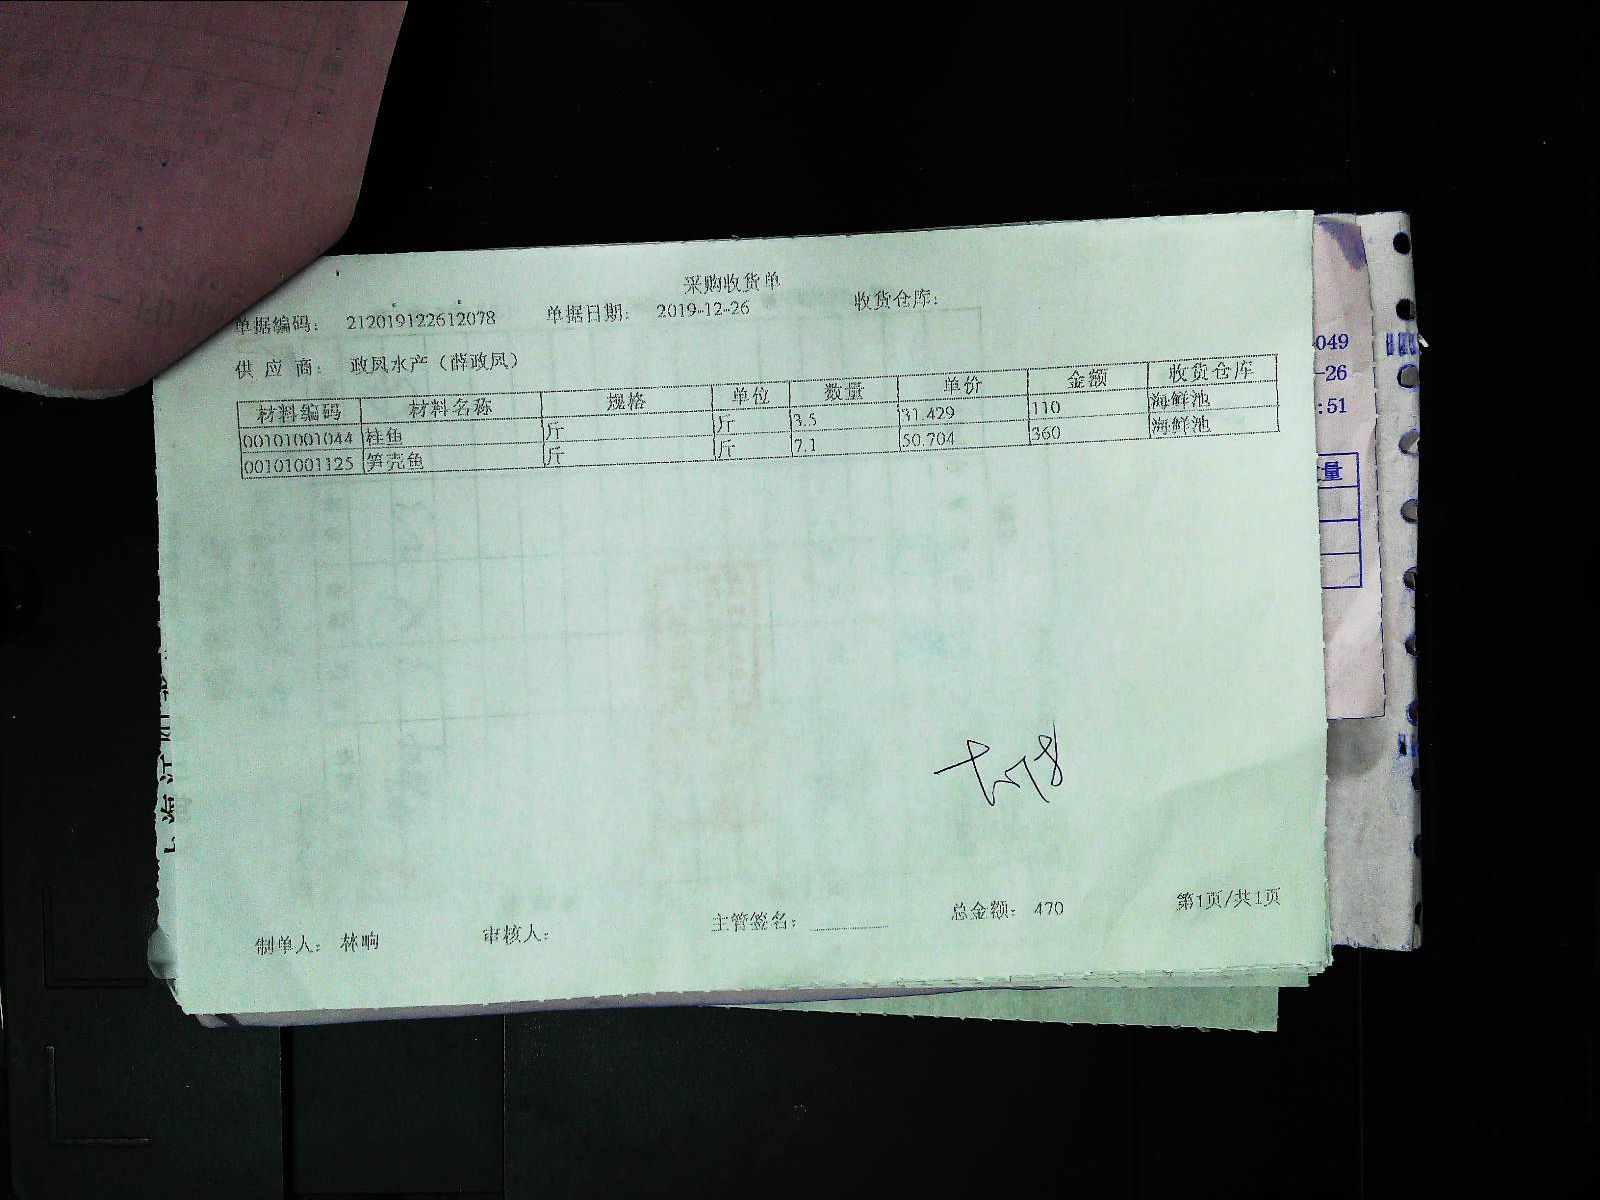 采购收货单
单据编码: 212019122612078 单据日期: 2019-12-26 收货仓库:
供 应 商: 政凤水产（薛政凤）
材料编码 材料名称 规格 单位 数量 单价 金额 收货仓库
00101001044 桂鱼 斤 斤 3.5 31.429 110 海鲜池
00101001125 笋壳鱼 斤 斤 7.1 50.704 360 海鲜池
049
-26
:51
量
制单人: 林响 审核人: 主管签名: 总金额: 470 第1页/共1页